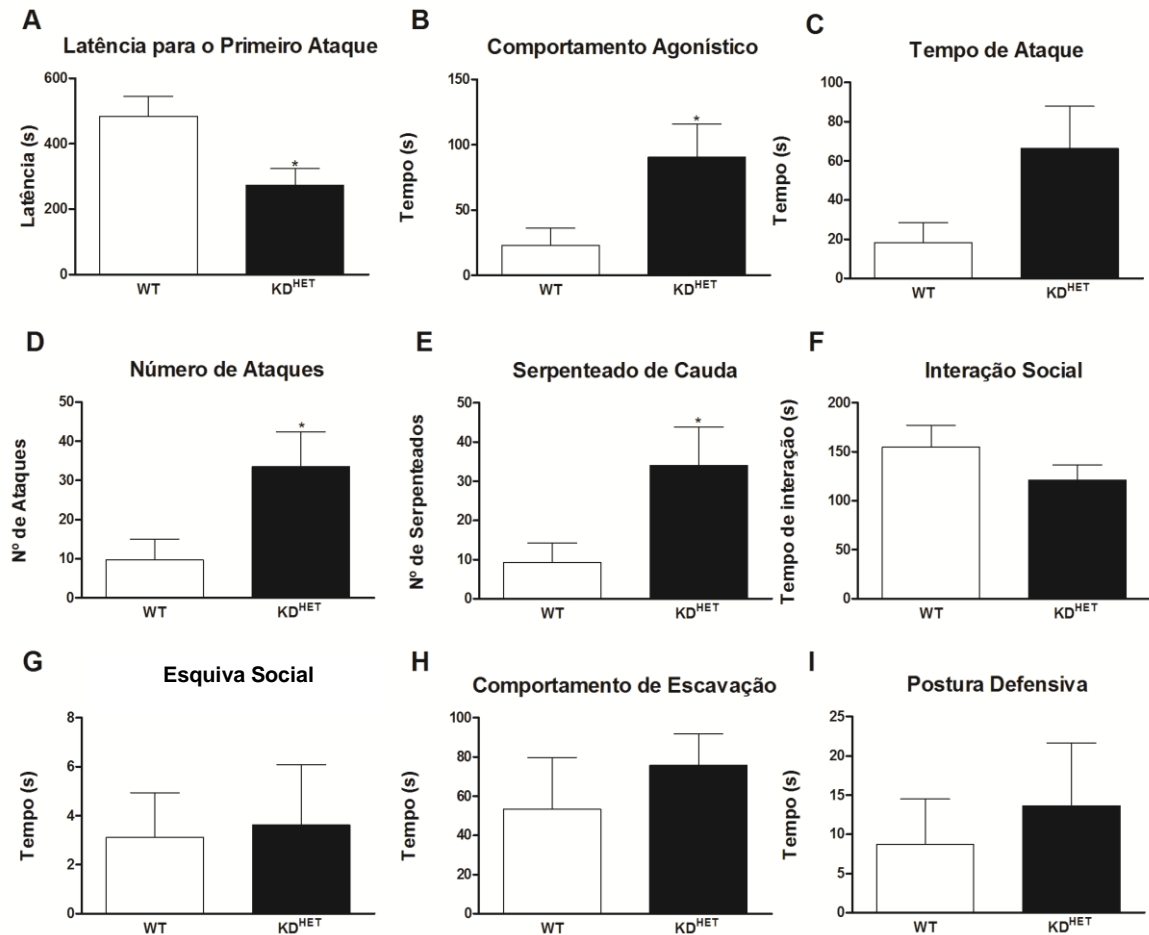 A
Latência para o Primeiro Ataque
Latência (s)
600
400
200
0
*
WT
KDHET
B
Comportamento Agonístico
Tempo (s)
150
100
50
0
*
WT
KDHET
C
Tempo de Ataque
Tempo (s)
100
80
60
40
20
0
WT
KDHET
D
Número de Ataques
Nº de Ataques
50
40
30
20
10
0
*
WT
KDHET
E
Serpenteado de Cauda
Nº de Serpenteados
50
40
30
20
10
0
*
WT
KDHET
F
Interação Social
Tempo de interação (s)
200
150
100
50
0
WT
KDHET
G
Esquiva Social
Tempo (s)
8
6
4
2
0
WT
KDHET
H
Comportamento de Escavação
Tempo (s)
100
80
60
40
20
0
WT
KDHET
I
Postura Defensiva
Tempo (s)
25
20
15
10
5
0
WT
KDHET